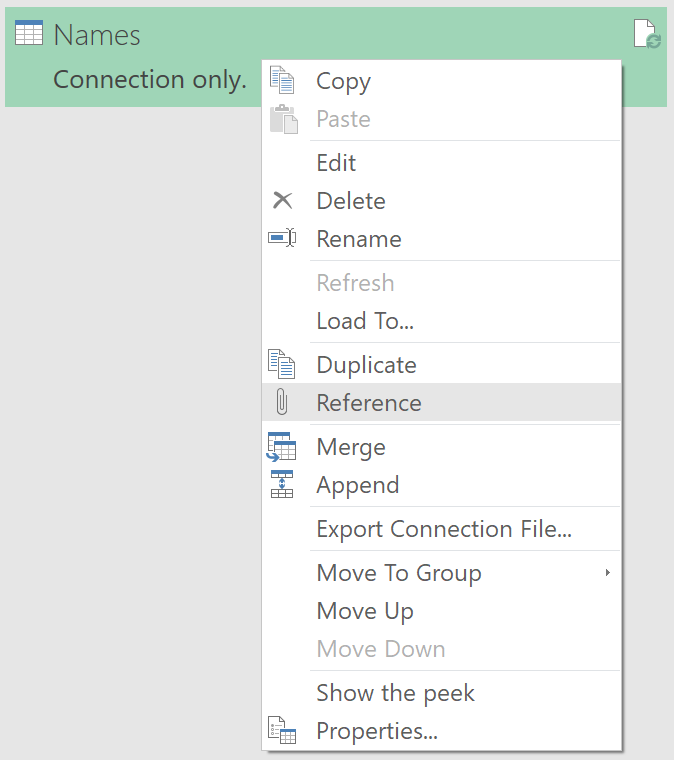 Names
Connection only.
Copy
Paste
Edit
Delete
Rename
Refresh
Load To...
Duplicate
Reference
Merge
Append
Export Connection File...
Move To Group
Move Up
Move Down
Show the peek
Properties...